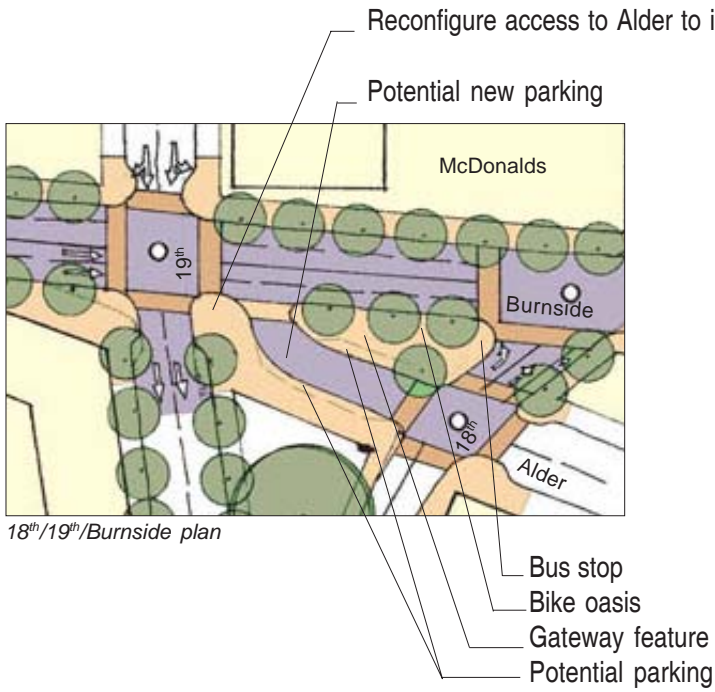 Reconfigure access to Alder to i
Potential new parking
McDonalds
19th
Burnside
18th
Alder
18th/19th/Burnside plan
Bus stop
Bike oasis
Gateway feature
Potential parking